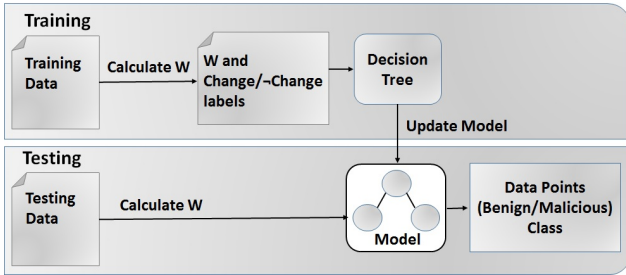 Training
Training
Data
Calculate W
W and
Change/¬Change
labels
Decision
Tree
Update Model
Testing
Testing
Data
Calculate W
Model
Data Points
(Benign/Malicious)
Class